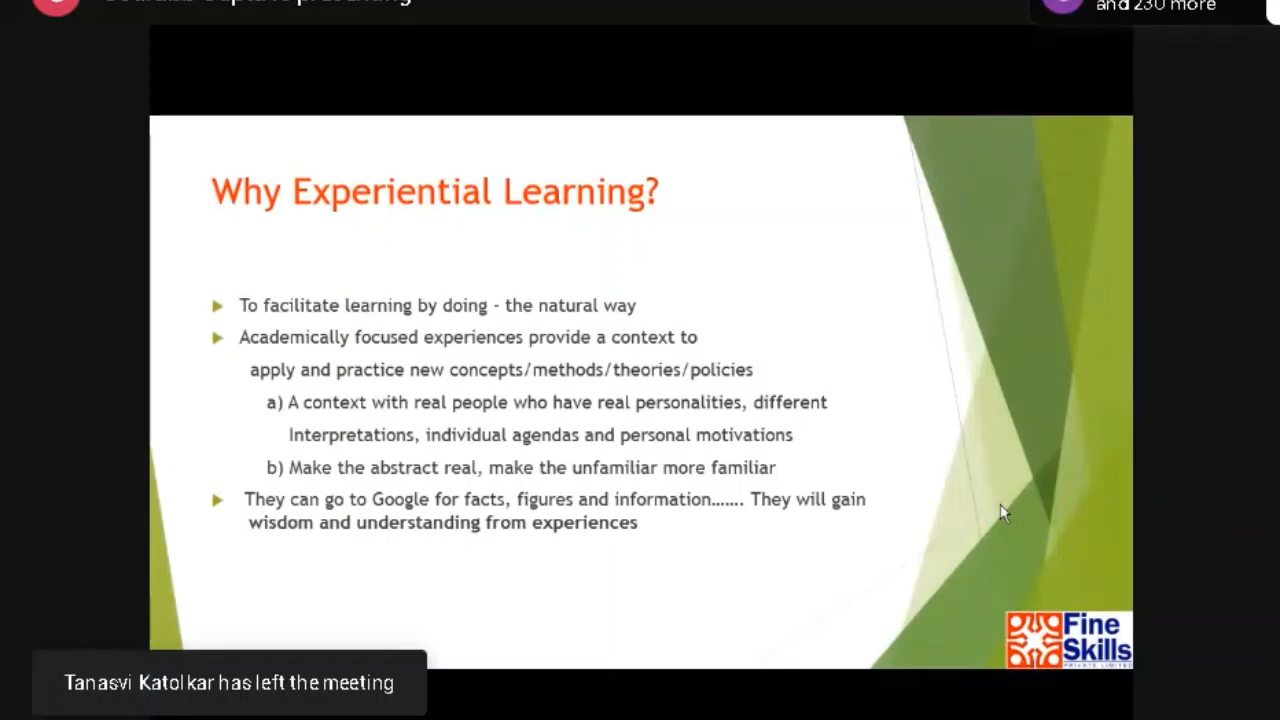 presenting
and 230 more
Why Experiential Learning?
To facilitate learning by doing - the natural way
Academically focused experiences provide a context to
apply and practice new concepts/methods/theories/policies
a) A context with real people who have real personalities, different
Interpretations, individual agendas and personal motivations
b) Make the abstract real, make the unfamiliar more familiar
They can go to Google for facts, figures and information....... They will gain
wisdom and understanding from experiences
Fine
Skills
PRIVATE LIMITED
Tanasvi Katolkar has left the meeting